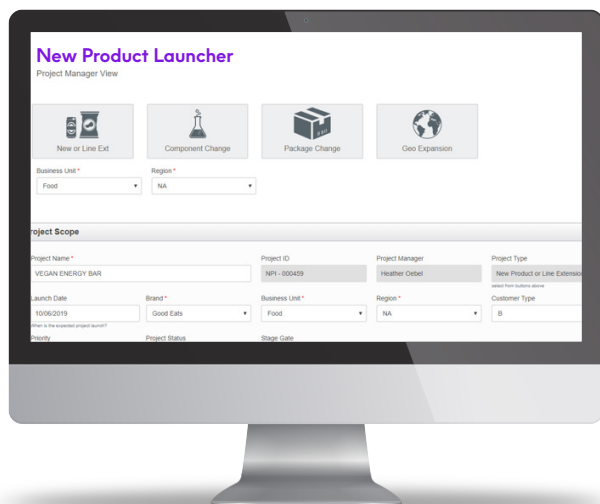 New Product Launcher
Project Manager View
New or Line Ext
Component Change
Package Change
Geo Expansion
Business Unit *
Region *
Food
NA
roject Scope
Project Name *
Project ID
Project Manager
Project Type
VEGAN ENERGY BAR
NPI - 000459
Heather Oebel
New Product or Line Extension
select from buttons above
Launch Date
Brand *
Business Unit *
Region *
Customer Type
10/06/2019
Good Eats
Food
NA
B
When is the expected project launch?
Priority
Project Status
Stage Gate